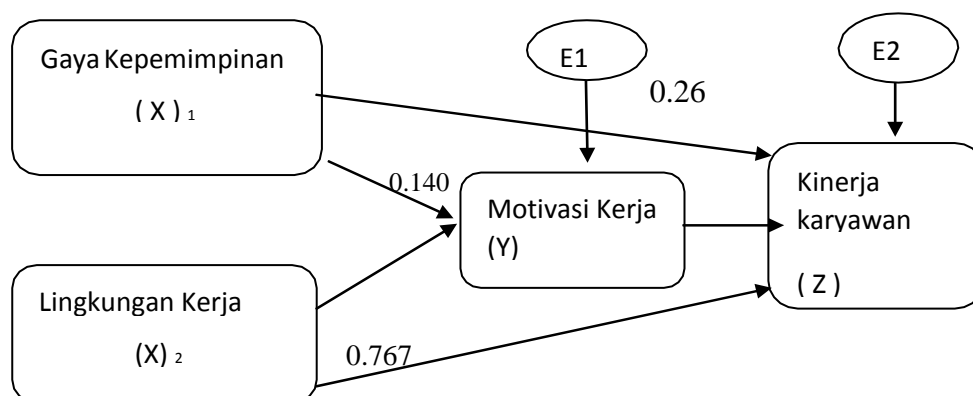 Gaya Kepemimpinan
( X ) 1
E1
E2
0.26
0.140
Motivasi Kerja
(Y)
Kinerja
karyawan
( Z )
Lingkungan Kerja
(X) 2
0.767